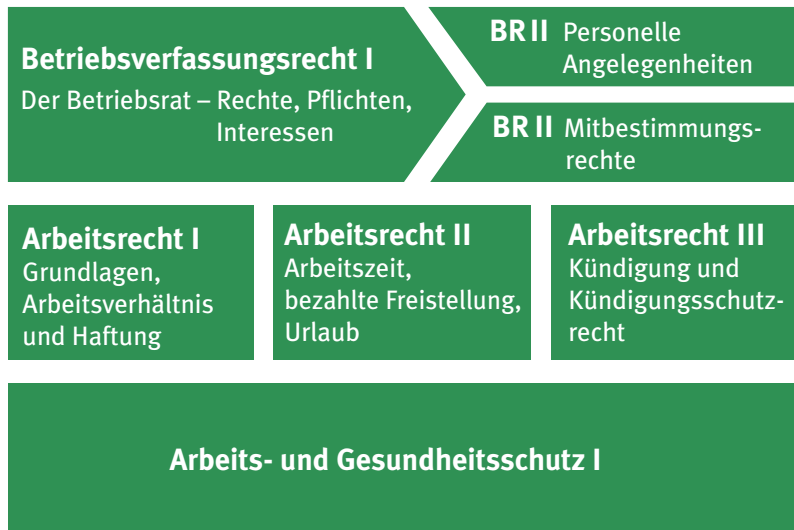 Betriebsverfassungsrecht I
Der Betriebsrat – Rechte, Pflichten,
Interessen
BR II Personelle
Angelegenheiten
BR II Mitbestimmungs-
rechte
Arbeitsrecht I
Grundlagen,
Arbeitsverhältnis
und Haftung
Arbeitsrecht II
Arbeitszeit,
bezahlte Freistellung,
Urlaub
Arbeitsrecht III
Kündigung und
Kündigungsschutz-
recht
Arbeits- und Gesundheitsschutz I